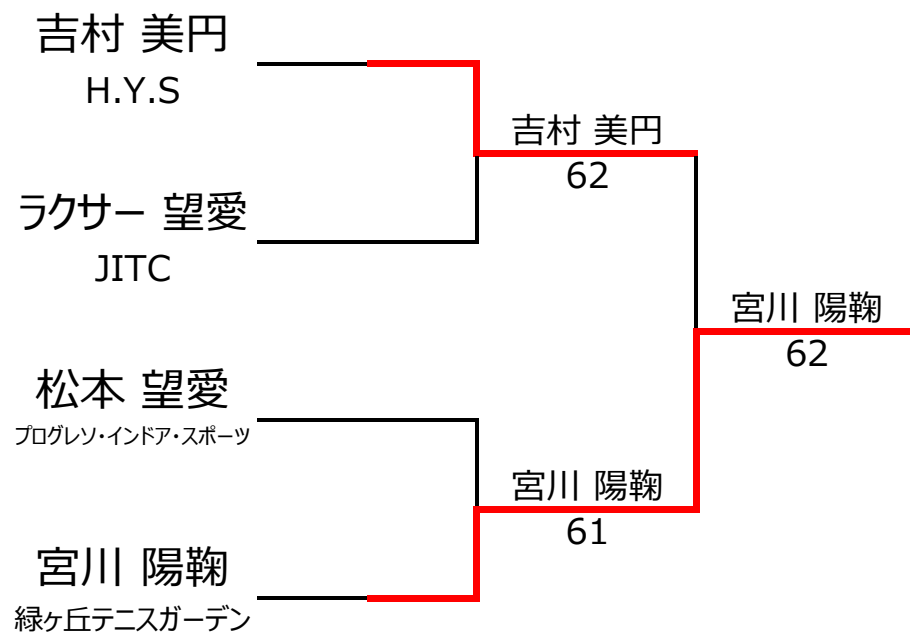 吉村 美円
H.Y.S
吉村 美円
62
ラクサー 望愛
JITC
宮川 陽鞠
62
松本 望愛
プログレソ・インドア・スポーツ
宮川 陽鞠
61
宮川 陽鞠
緑ヶ丘テニスガーデン